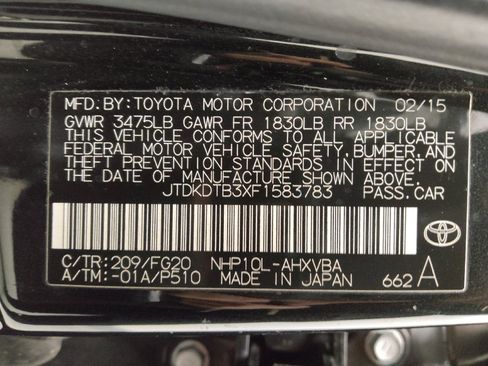 MFD. BY: TOYOTA MOTOR CORPORATION 02/15
GVWR 3475LB GAWR FR 1830LB RR 1830LB
THIS VEHICLE CONFORMS TO ALL APPLICABLE
FEDERAL MOTOR VEHICLE SAFETY, BUMPER, AND
THEFT PREVENTION STANDARDS IN EFFECT ON
THE DATE OF MANUFACTURE SHOWN ABOVE.
JTDKDTB3XF1583783 PASS. CAR
C/TR: 209/FG20 NHP10L-AHXVBA
A/TM: -01A/P510 MADE IN JAPAN 662 A